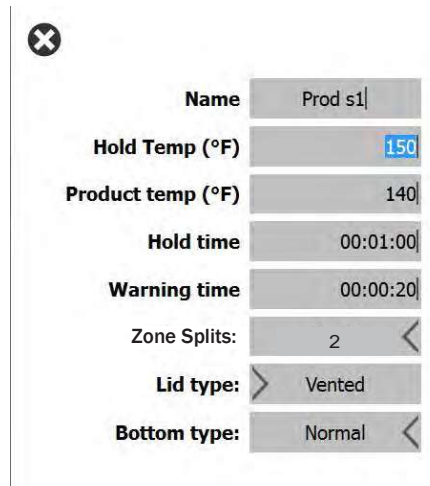 Name Prod s1
Hold Temp (°F) 150
Product temp (°F) 140
Hold time 00:01:00
Warning time 00:00:20
Zone Splits: 2
Lid type: Vented
Bottom type: Normal